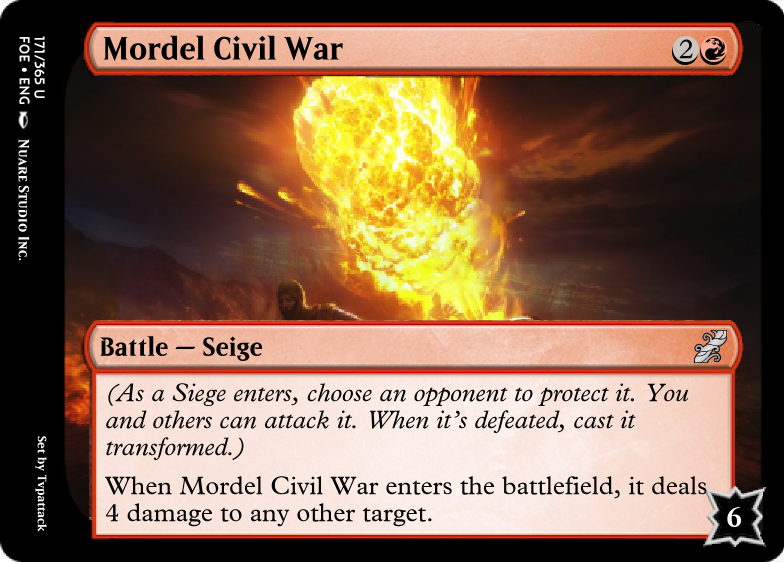 Mordel Civil War
2
Battle — Seige
(As a Siege enters, choose an opponent to protect it. You
and others can attack it. When it's defeated, cast it
transformed.)
When Mordel Civil War enters the battlefield, it deals
4 damage to any other target.
6
171/365 U
FOE • ENG Nuare Studio Inc.
Set by Tvpattack